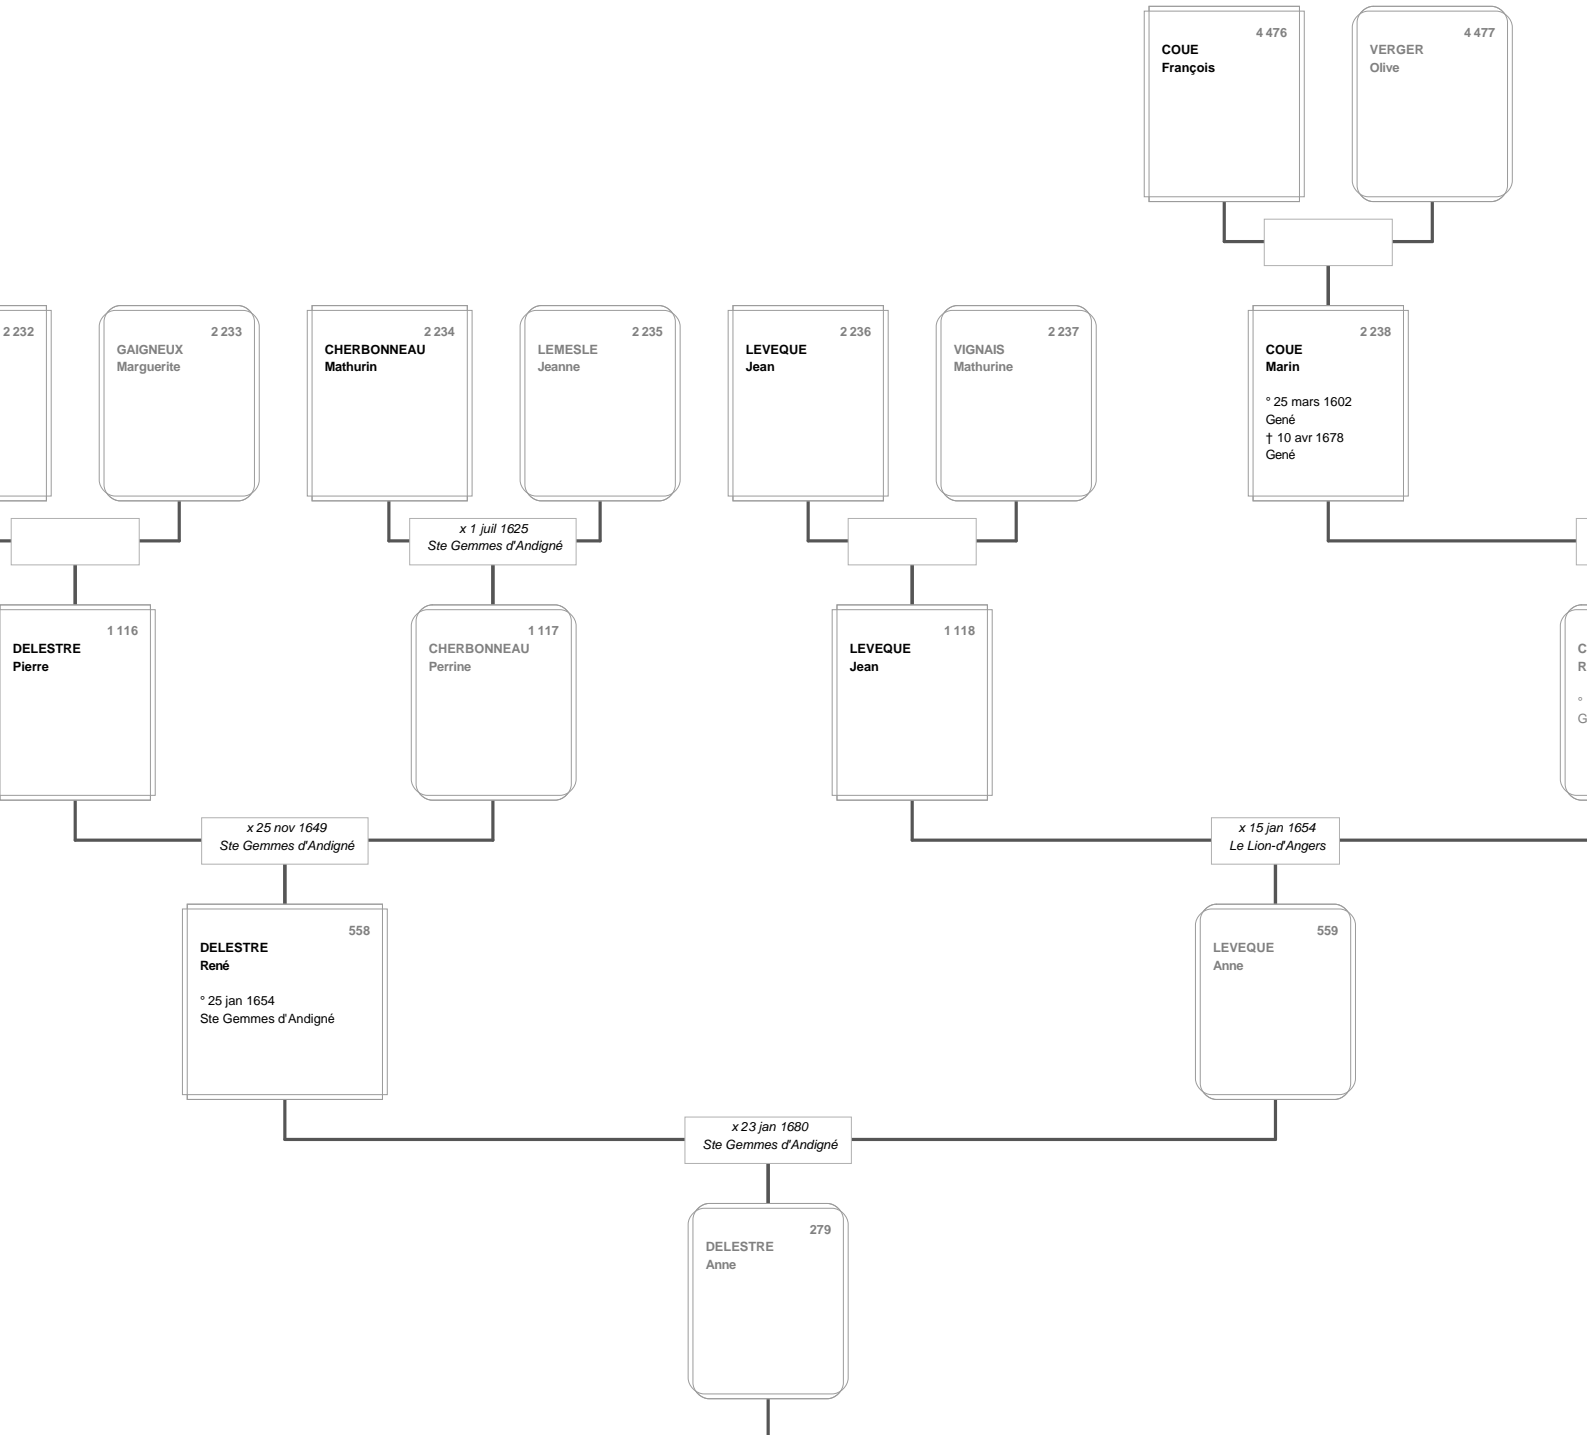 4 476
COUE
François
4 477
VERGER
Olive
2 232
2 233
GAIGNEUX
Marguerite
2 234
CHERBONNEAU
Mathurin
2 235
LEMESLE
Jeanne
2 236
LEVEQUE
Jean
2 237
VIGNAIS
Mathurine
2 238
COUE
Marin
° 25 mars 1602
Gené
† 10 avr 1678
Gené
x 1 juil 1625
Ste Gemmes d'Andigné
1 116
DELESTRE
Pierre
1 117
CHERBONNEAU
Perrine
1 118
LEVEQUE
Jean
C
R
°
G
x 25 nov 1649
Ste Gemmes d'Andigné
x 15 jan 1654
Le Lion-d'Angers
558
DELESTRE
René
° 25 jan 1654
Ste Gemmes d'Andigné
559
LEVEQUE
Anne
x 23 jan 1680
Ste Gemmes d'Andigné
279
DELESTRE
Anne